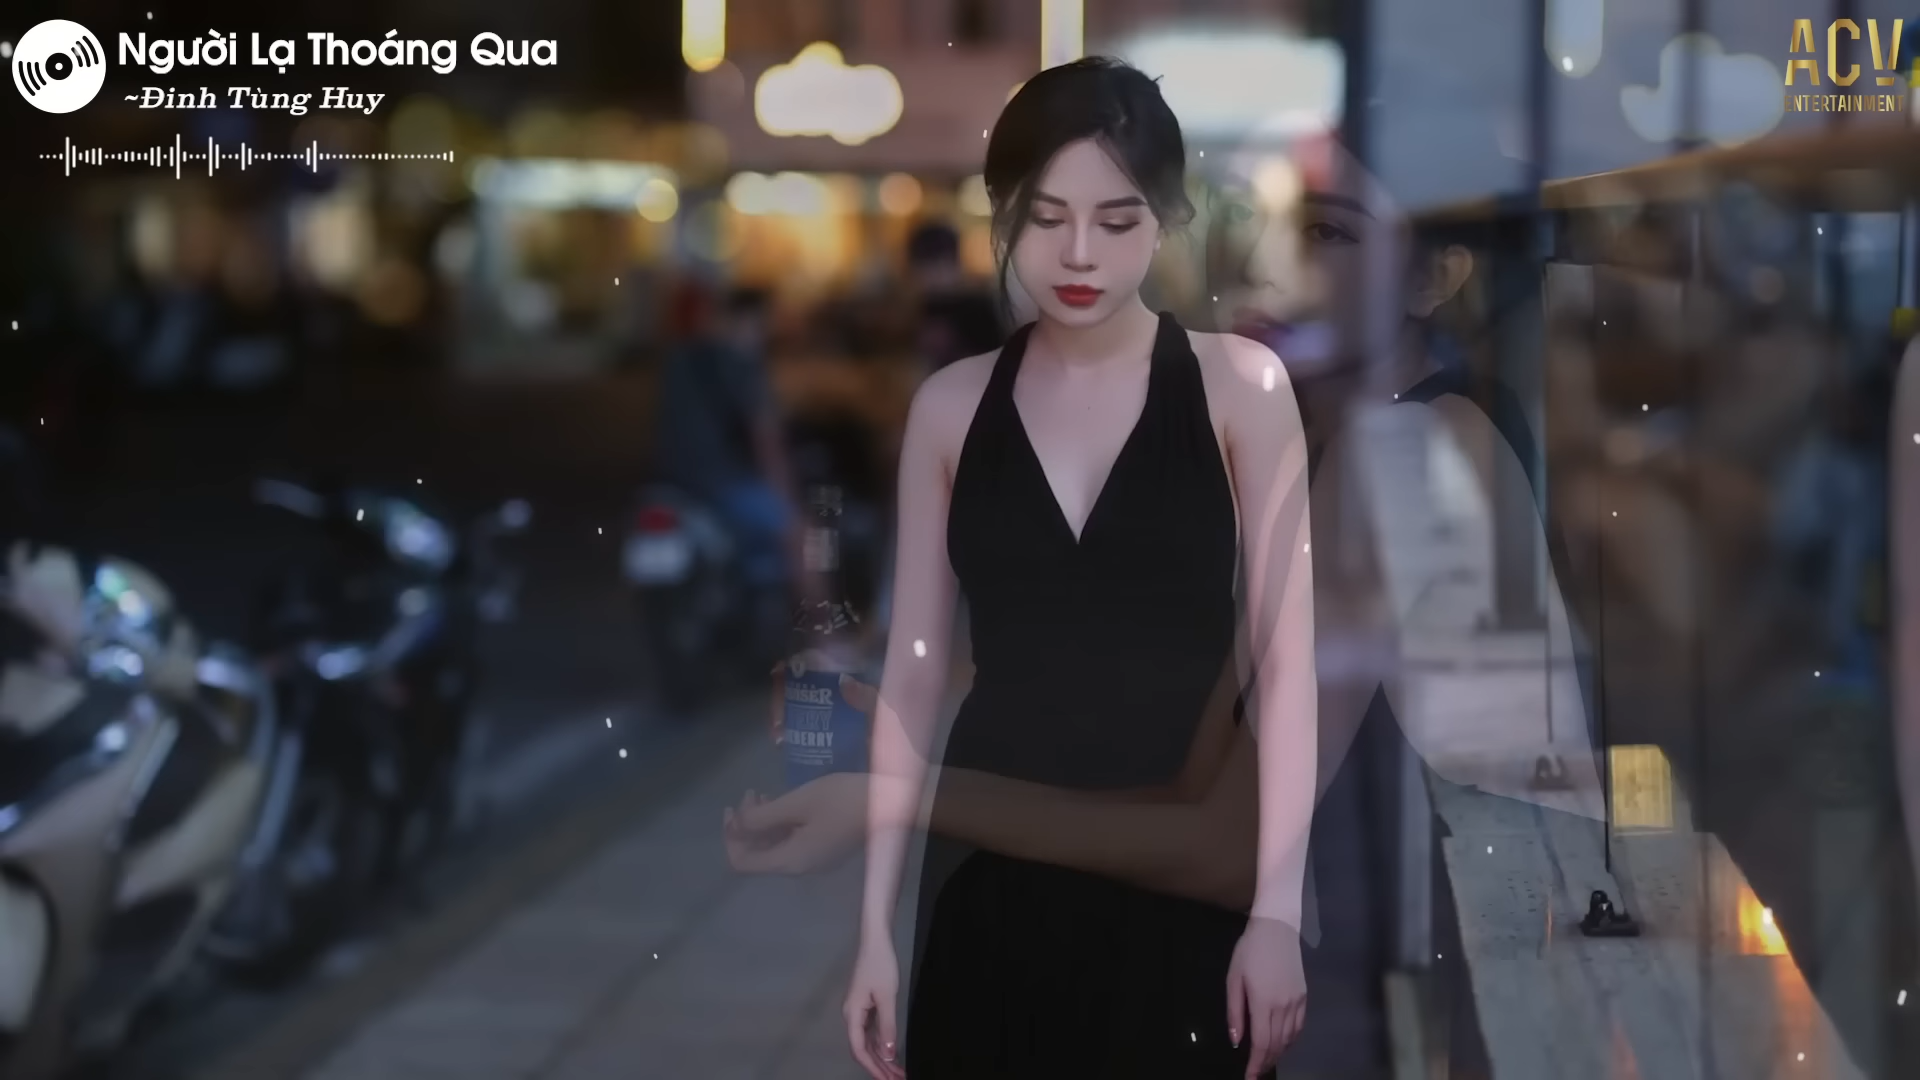 Người Lạ Thoáng Qua
~Đinh Tùng Huy
ACV
ENTERTAINMENT